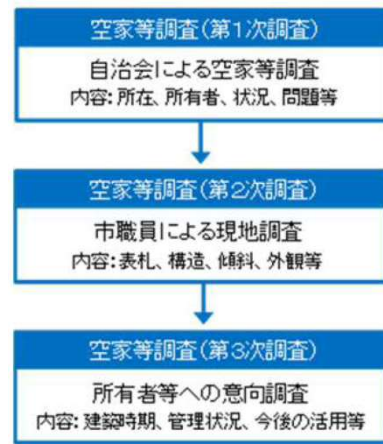 空家等調査(第1次調査)
自治会による空家等調査
内容:所在、所有者、状況、問題等
空家等調査(第2次調査)
市職員による現地調査
内容:表札、構造、傾斜、外観等
空家等調査(第3次調査)
所有者等への意向調査
内容:建築時期、管理状況、今後の活用等